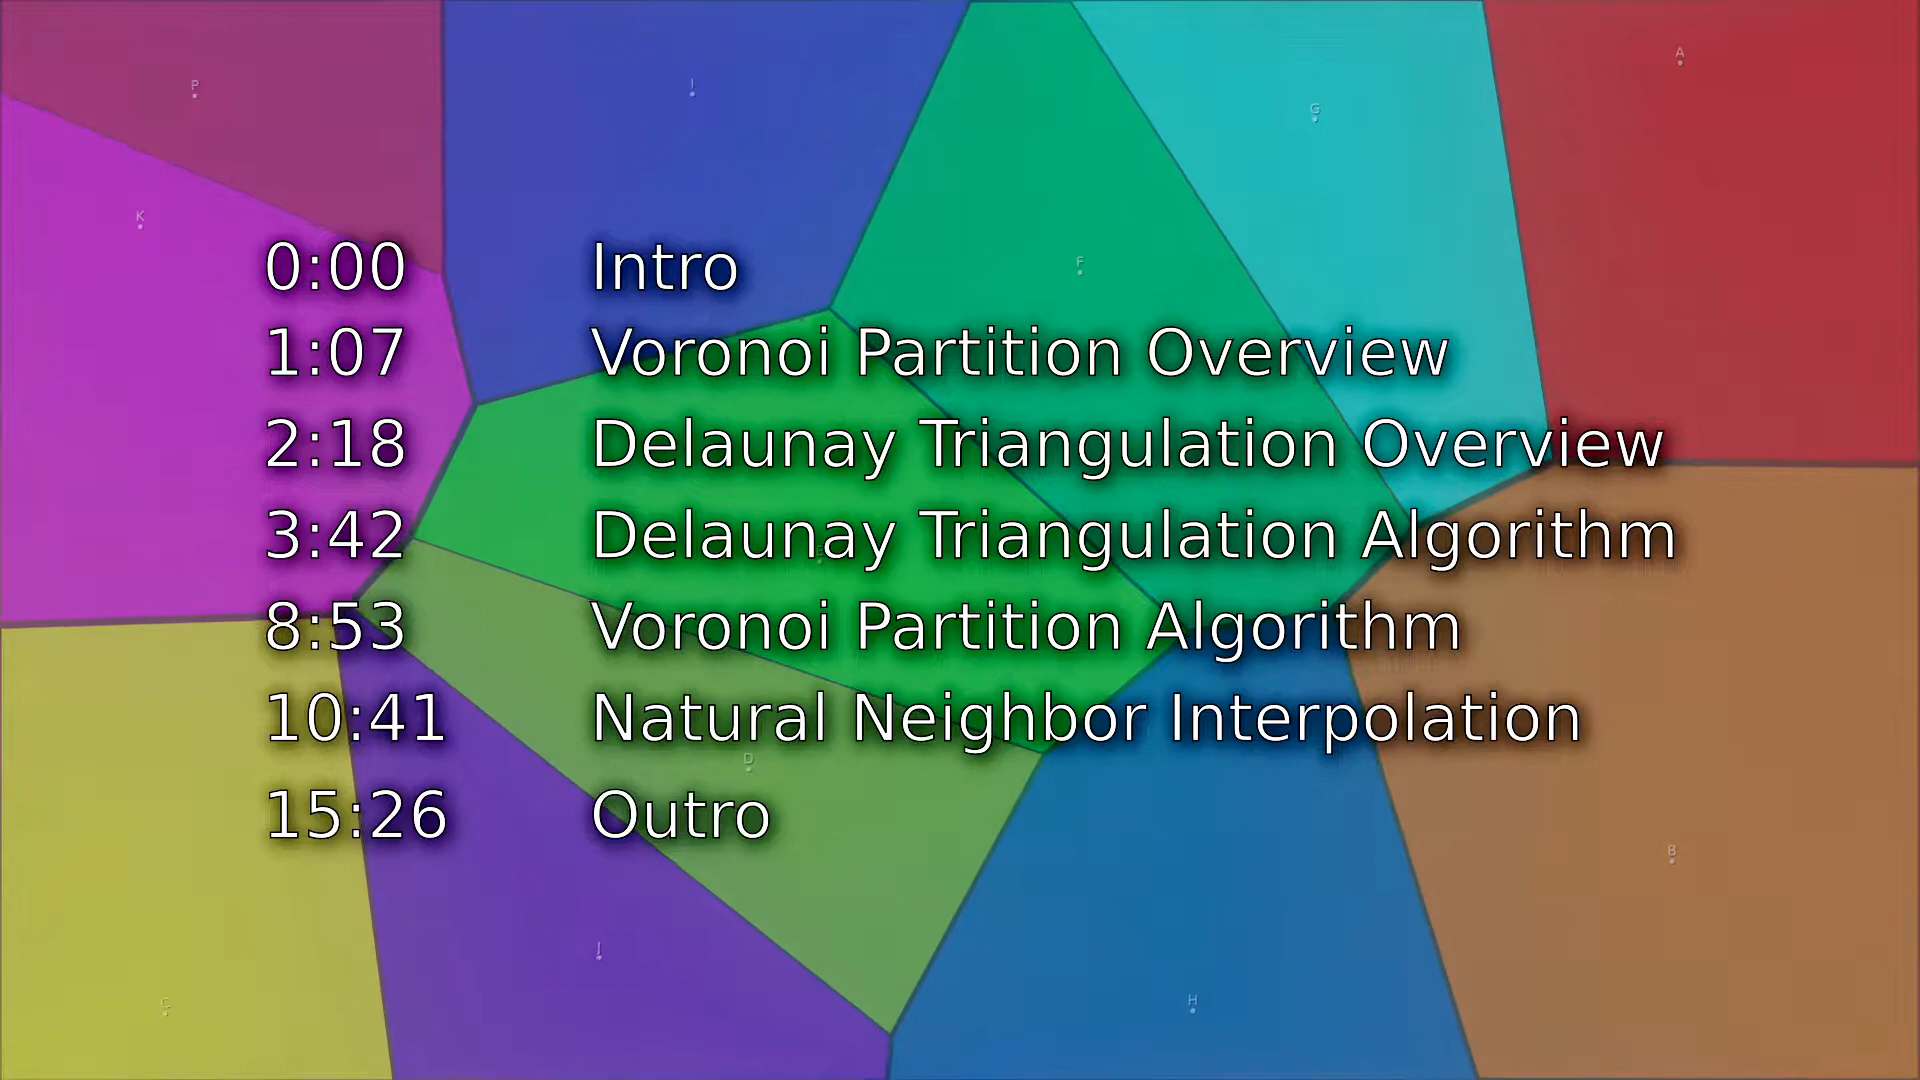 P
I
A
G
K
F
0:00 Intro
1:07 Voronoi Partition Overview
2:18 Delaunay Triangulation Overview
3:42 Delaunay Triangulation Algorithm
E
8:53 Voronoi Partition Algorithm
10:41 Natural Neighbor Interpolation
D
15:26 Outro
B
J
C
H